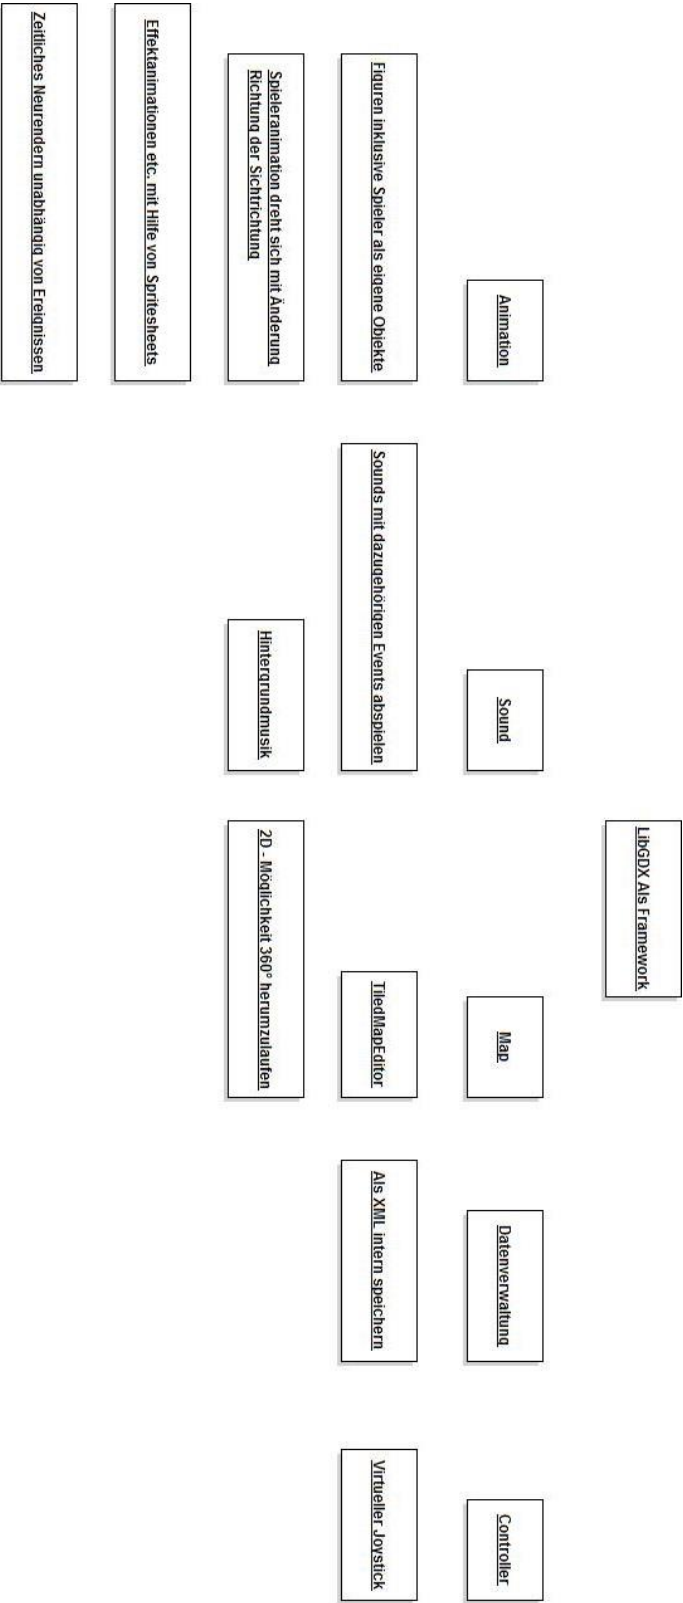 LibGDX Als Framework
Animation
Sound
Map
Datenverwaltung
Controller
Figuren inklusive Spieler als eigene Objekte
Sounds mit dazugehörigen Events abspielen
TiledMapEditor
Als XML intern speichern
Virtueller Joystick
Spieleranimation dreht sich mit Änderung
Richtung der Sichtrichtung
Hintergrundmusik
2D - Möglichkeit 360° herumzulaufen
Effektanimationen etc. mit Hilfe von Spritesheets
Zeitliches Neurendern unabhängig von Ereignissen